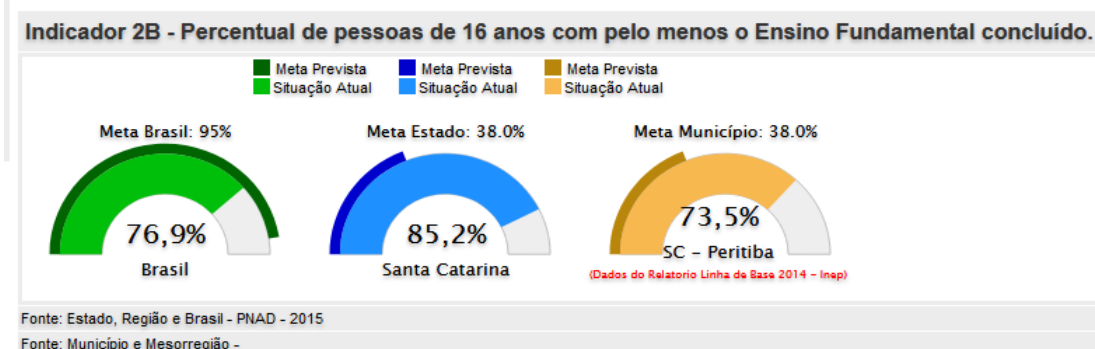 Indicador 2B - Percentual de pessoas de 16 anos com pelo menos o Ensino Fundamental concluído.
Meta Prevista Meta Prevista Meta Prevista
Situação Atual Situação Atual Situação Atual
Meta Brasil: 95% Meta Estado: 38.0% Meta Município: 38.0%
76,9% 85,2% 73,5%
Brasil Santa Catarina SC - Peritiba
(Dados do Relatorio Linha de Base 2014 - Inep)
Fonte: Estado, Região e Brasil - PNAD - 2015
Fonte: Município e Mesorregião -